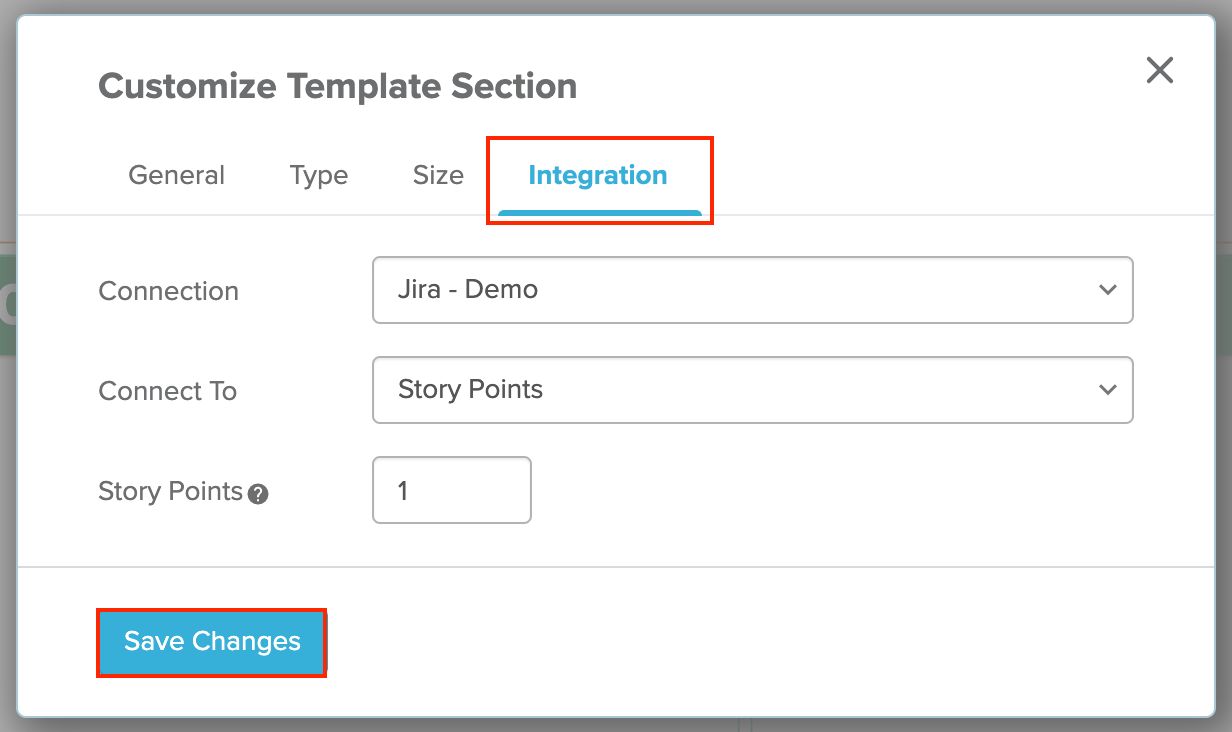 Customize Template Section
General Type Size Integration
Connection Jira - Demo
Connect To Story Points
Story Points ? 1
Save Changes